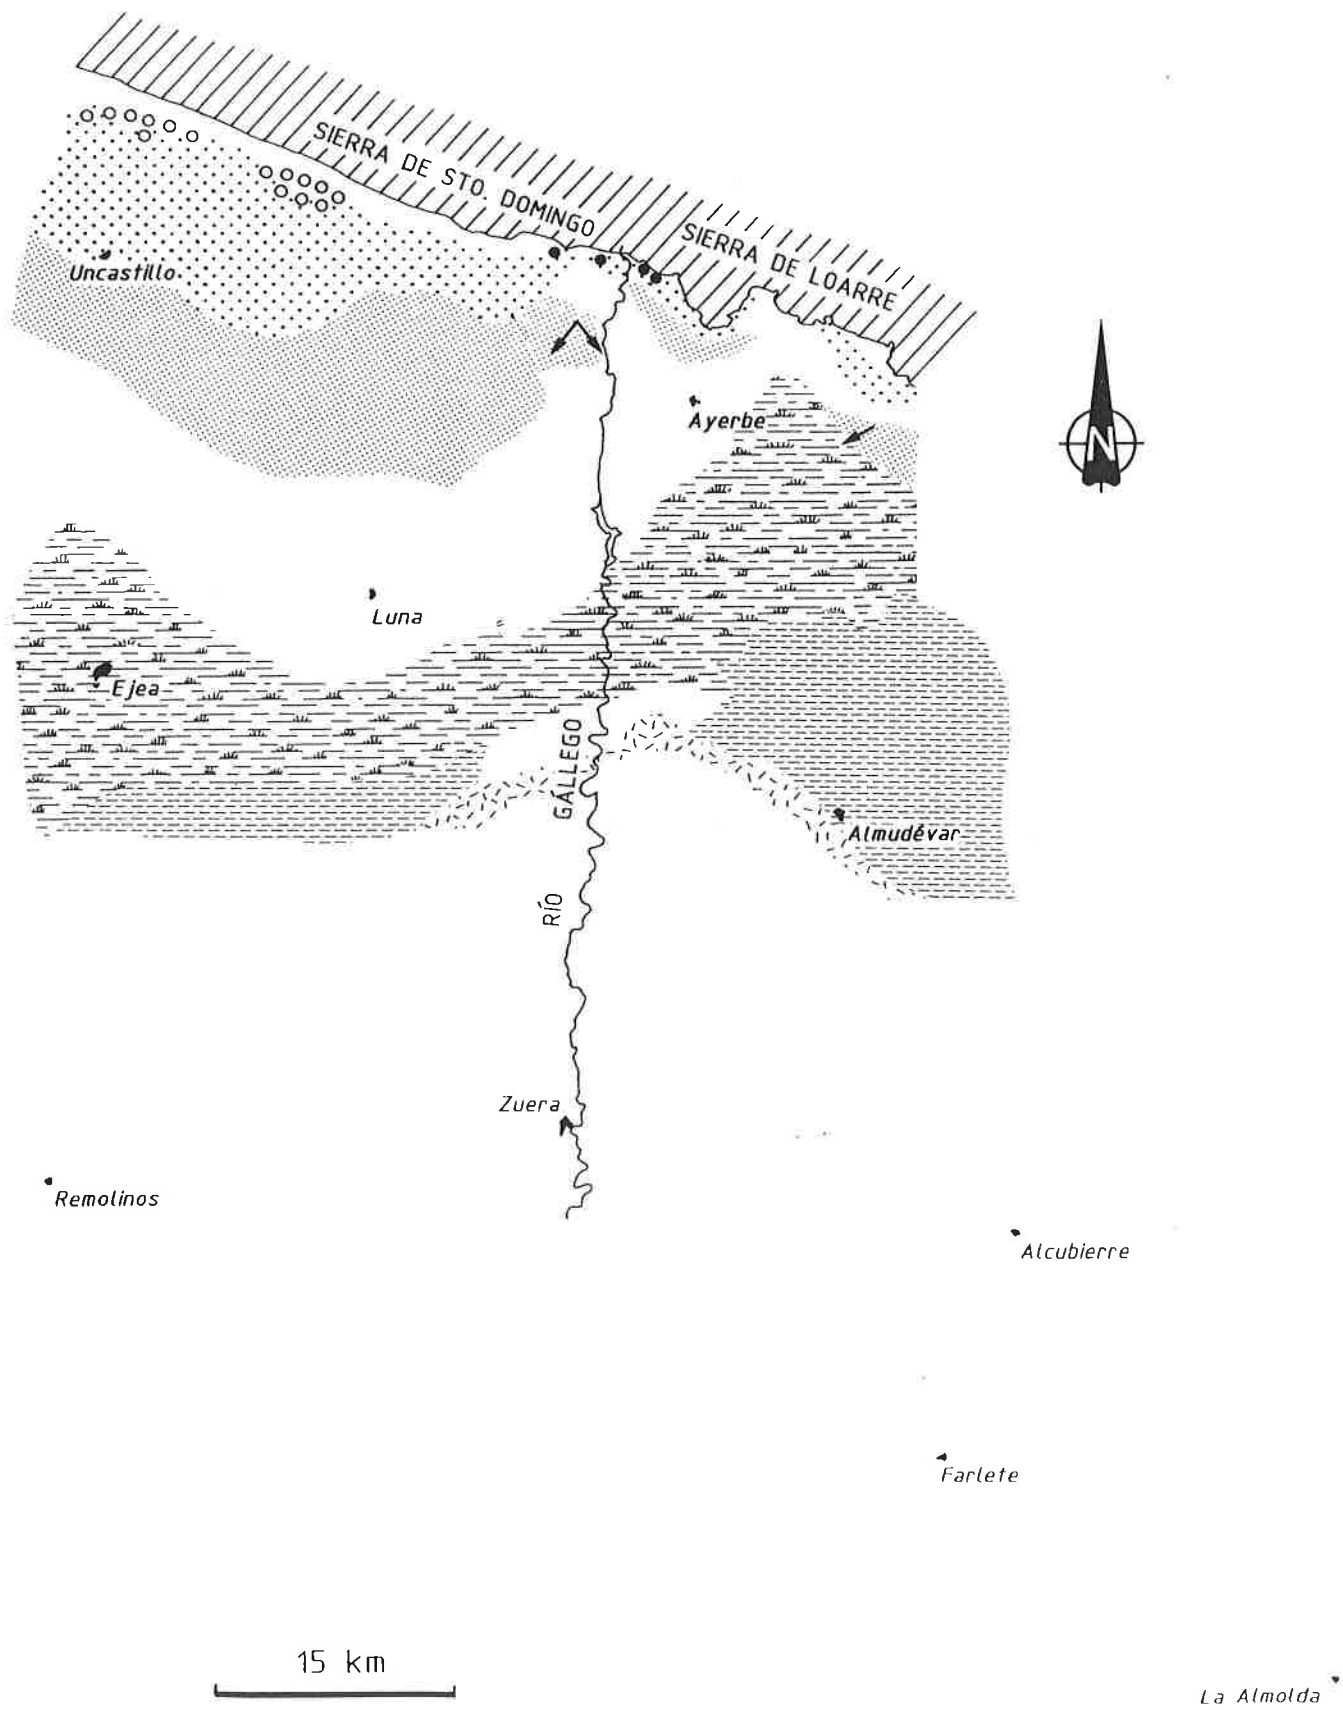 SIERRA DE STO. DOMINGO
SIERRA DE LOARRE
Uncastillo
Ayerbe
N
Luna
Ejea
RÍO GÁLLEGO
Almudévar
Zuera
Remolinos
Alcubierre
Farlete
15 km
La Almolda